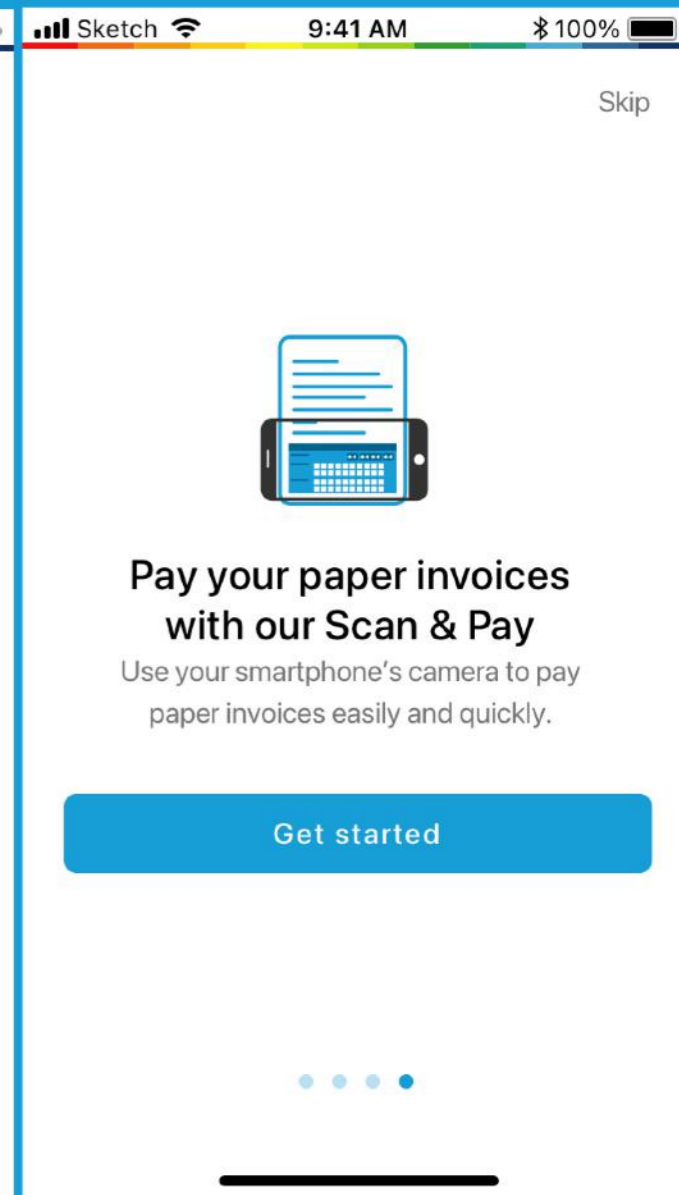 Sketch 9:41 AM 100%
Skip
Pay your paper invoices
with our Scan & Pay
Use your smartphone's camera to pay
paper invoices easily and quickly.
Get started